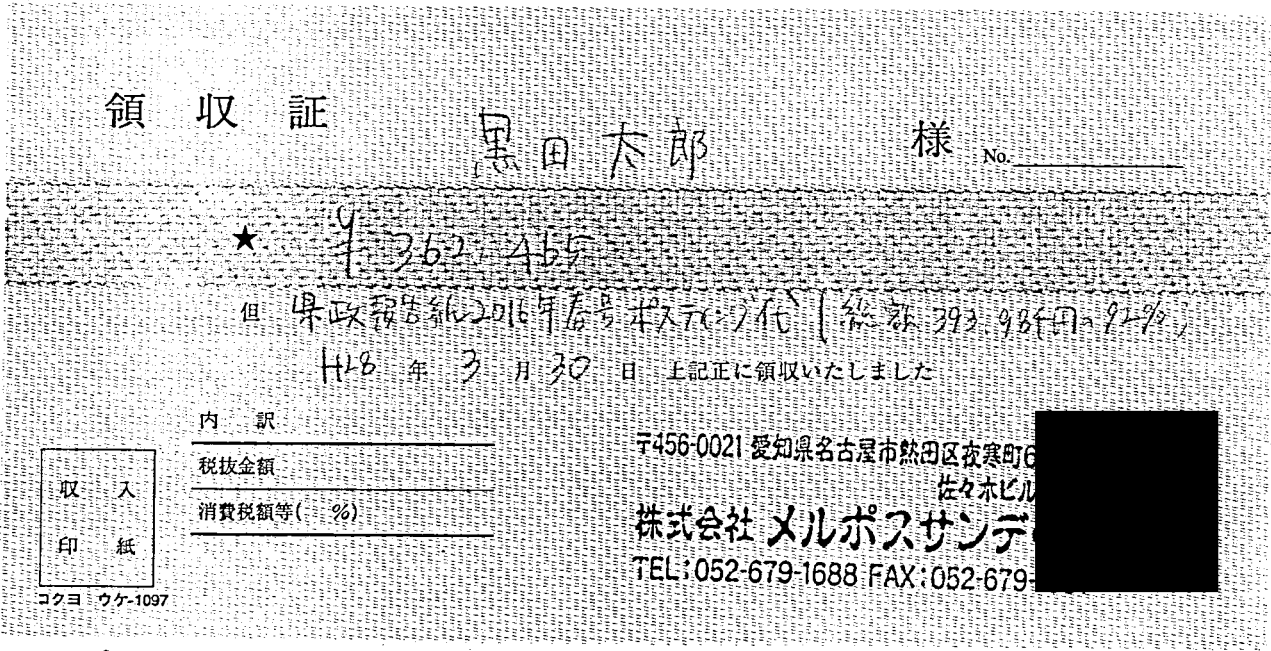 領収証 黒田太郎 様 No.
★ ¥362,465
但 県政報告紙2016年春号ポスティング代(総額393,984円の92%)
H28年3月30日 上記正に領収いたしました
内訳
税抜金額
消費税額等( %)
収入
印紙
コクヨ ウケ-1097
〒456-0021 愛知県名古屋市熱田区夜寒町6
佐々木ビル
株式会社 メルポスサンデ
TEL:052-679-1688 FAX:052-679-